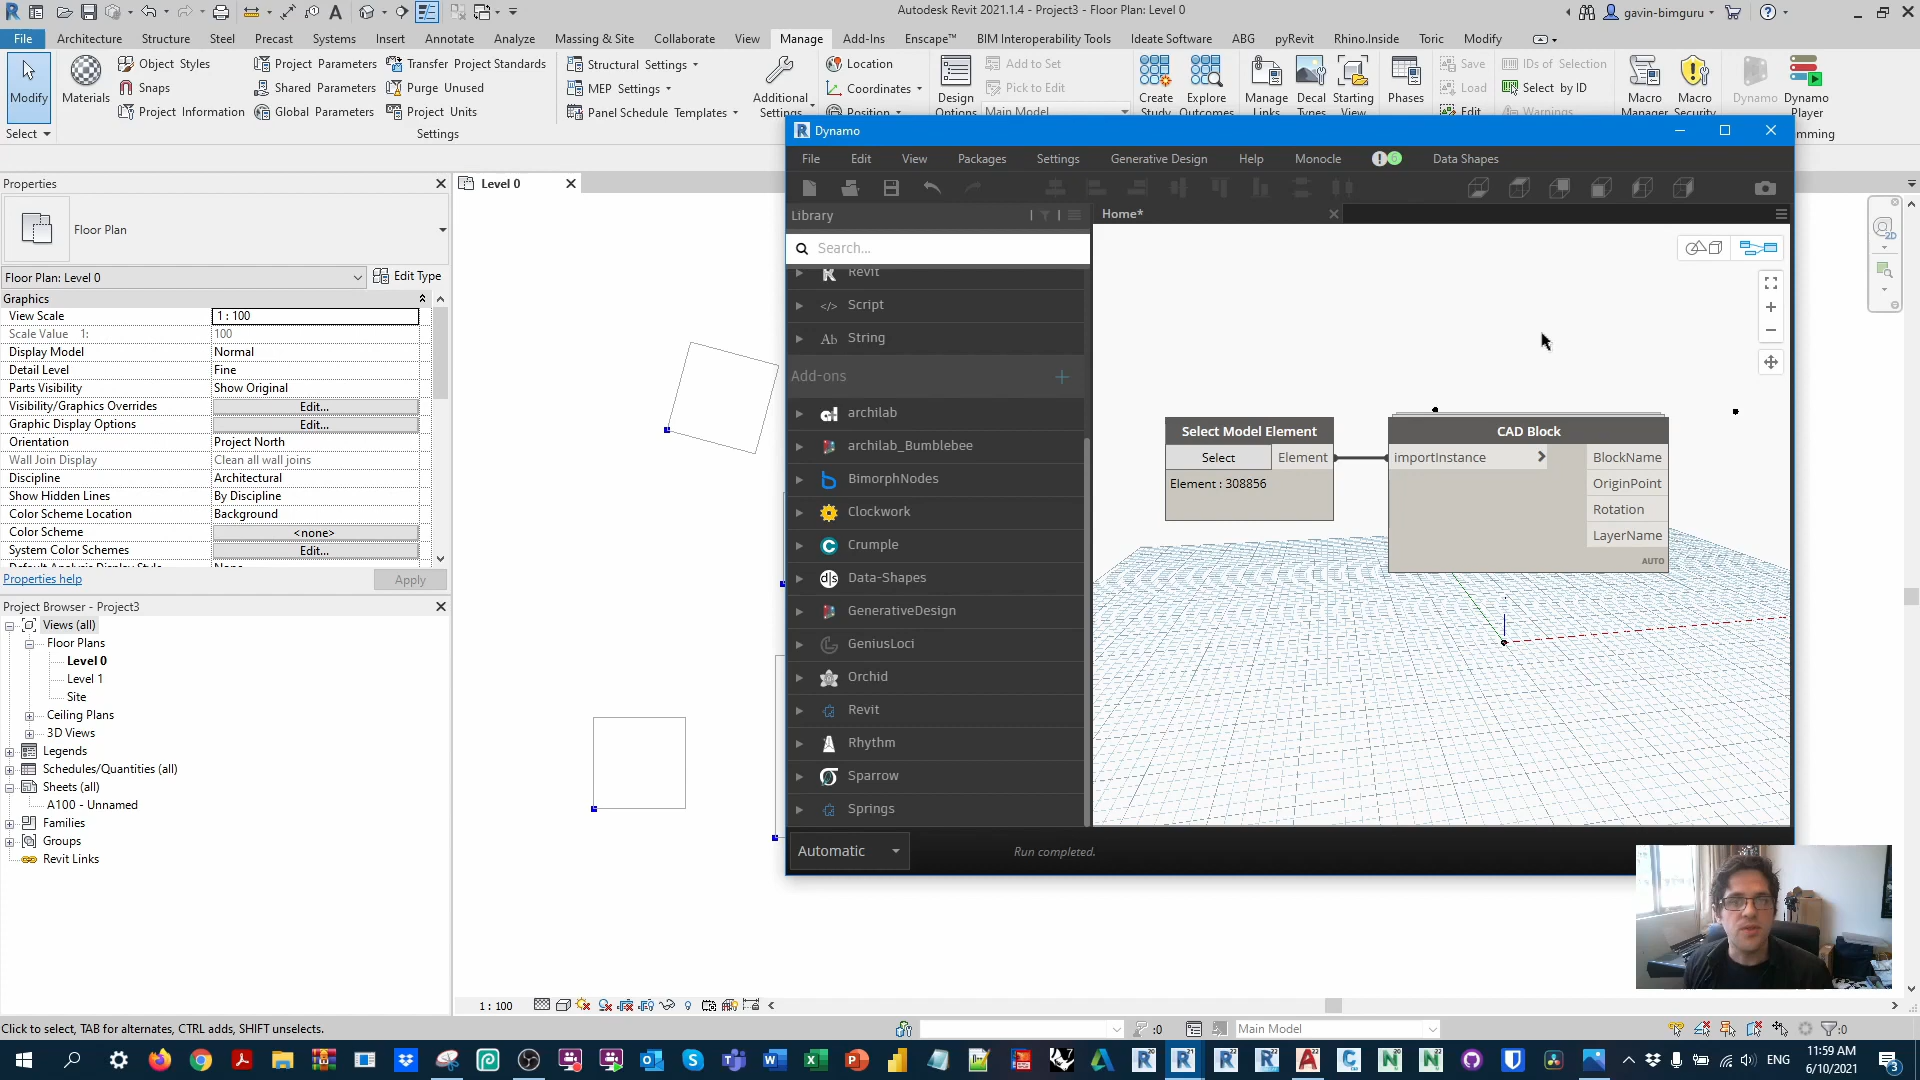 Autodesk Revit 2021.1.4 - Project3 - Floor Plan: Level 0
gavin-bimguru
File Architecture Structure Steel Precast Systems Insert Annotate Analyze Massing & Site Collaborate View Manage Add-Ins Enscape™ BIM Interoperability Tools Ideate Software ABG pyRevit Rhino.Inside Toric Modify
Modify
Materials
Object Styles
Snaps
Project Information
Project Parameters
Shared Parameters
Global Parameters
Transfer Project Standards
Purge Unused
Project Units
Structural Settings
MEP Settings
Panel Schedule Templates
Additional Settings
Location
Coordinates
Position
Design Options
Add to Set
Pick to Edit
Main Model
Create Study
Explore Outcomes
Manage Links
Decal Types
Starting View
Phases
Save
Load
Edit
IDs of Selection
Select by ID
Warnings
Macro Manager
Macro Security
Dynamo
Dynamo Player
Select
Settings
mming
Properties
Floor Plan
Floor Plan: Level 0
Edit Type
Graphics
View Scale 1 : 100
Scale Value 1: 100
Display Model Normal
Detail Level Fine
Parts Visibility Show Original
Visibility/Graphics Overrides Edit...
Graphic Display Options Edit...
Orientation Project North
Wall Join Display Clean all wall joins
Discipline Architectural
Show Hidden Lines By Discipline
Color Scheme Location Background
Color Scheme <none>
System Color Schemes Edit...
Default Analysis Display Style None
Properties help Apply
Project Browser - Project3
Views (all)
Floor Plans
Level 0
Level 1
Site
Ceiling Plans
3D Views
Legends
Schedules/Quantities (all)
Sheets (all)
A100 - Unnamed
Families
Groups
Revit Links
Level 0
Dynamo
File Edit View Packages Settings Generative Design Help Monocle Data Shapes
Library
Search...
Revit
Script
String
Add-ons
archilab
archilab_Bumblebee
BimorphNodes
Clockwork
Crumple
Data-Shapes
GenerativeDesign
GeniusLoci
Orchid
Revit
Rhythm
Sparrow
Springs
Automatic
Run completed.
Home*
Select Model Element
Select Element
Element : 308856
CAD Block
importInstance
BlockName
OriginPoint
Rotation
LayerName
AUTO
1 : 100
Click to select, TAB for alternates, CTRL adds, SHIFT unselects.
:0
Main Model
:0
ENG
11:59 AM
6/10/2021